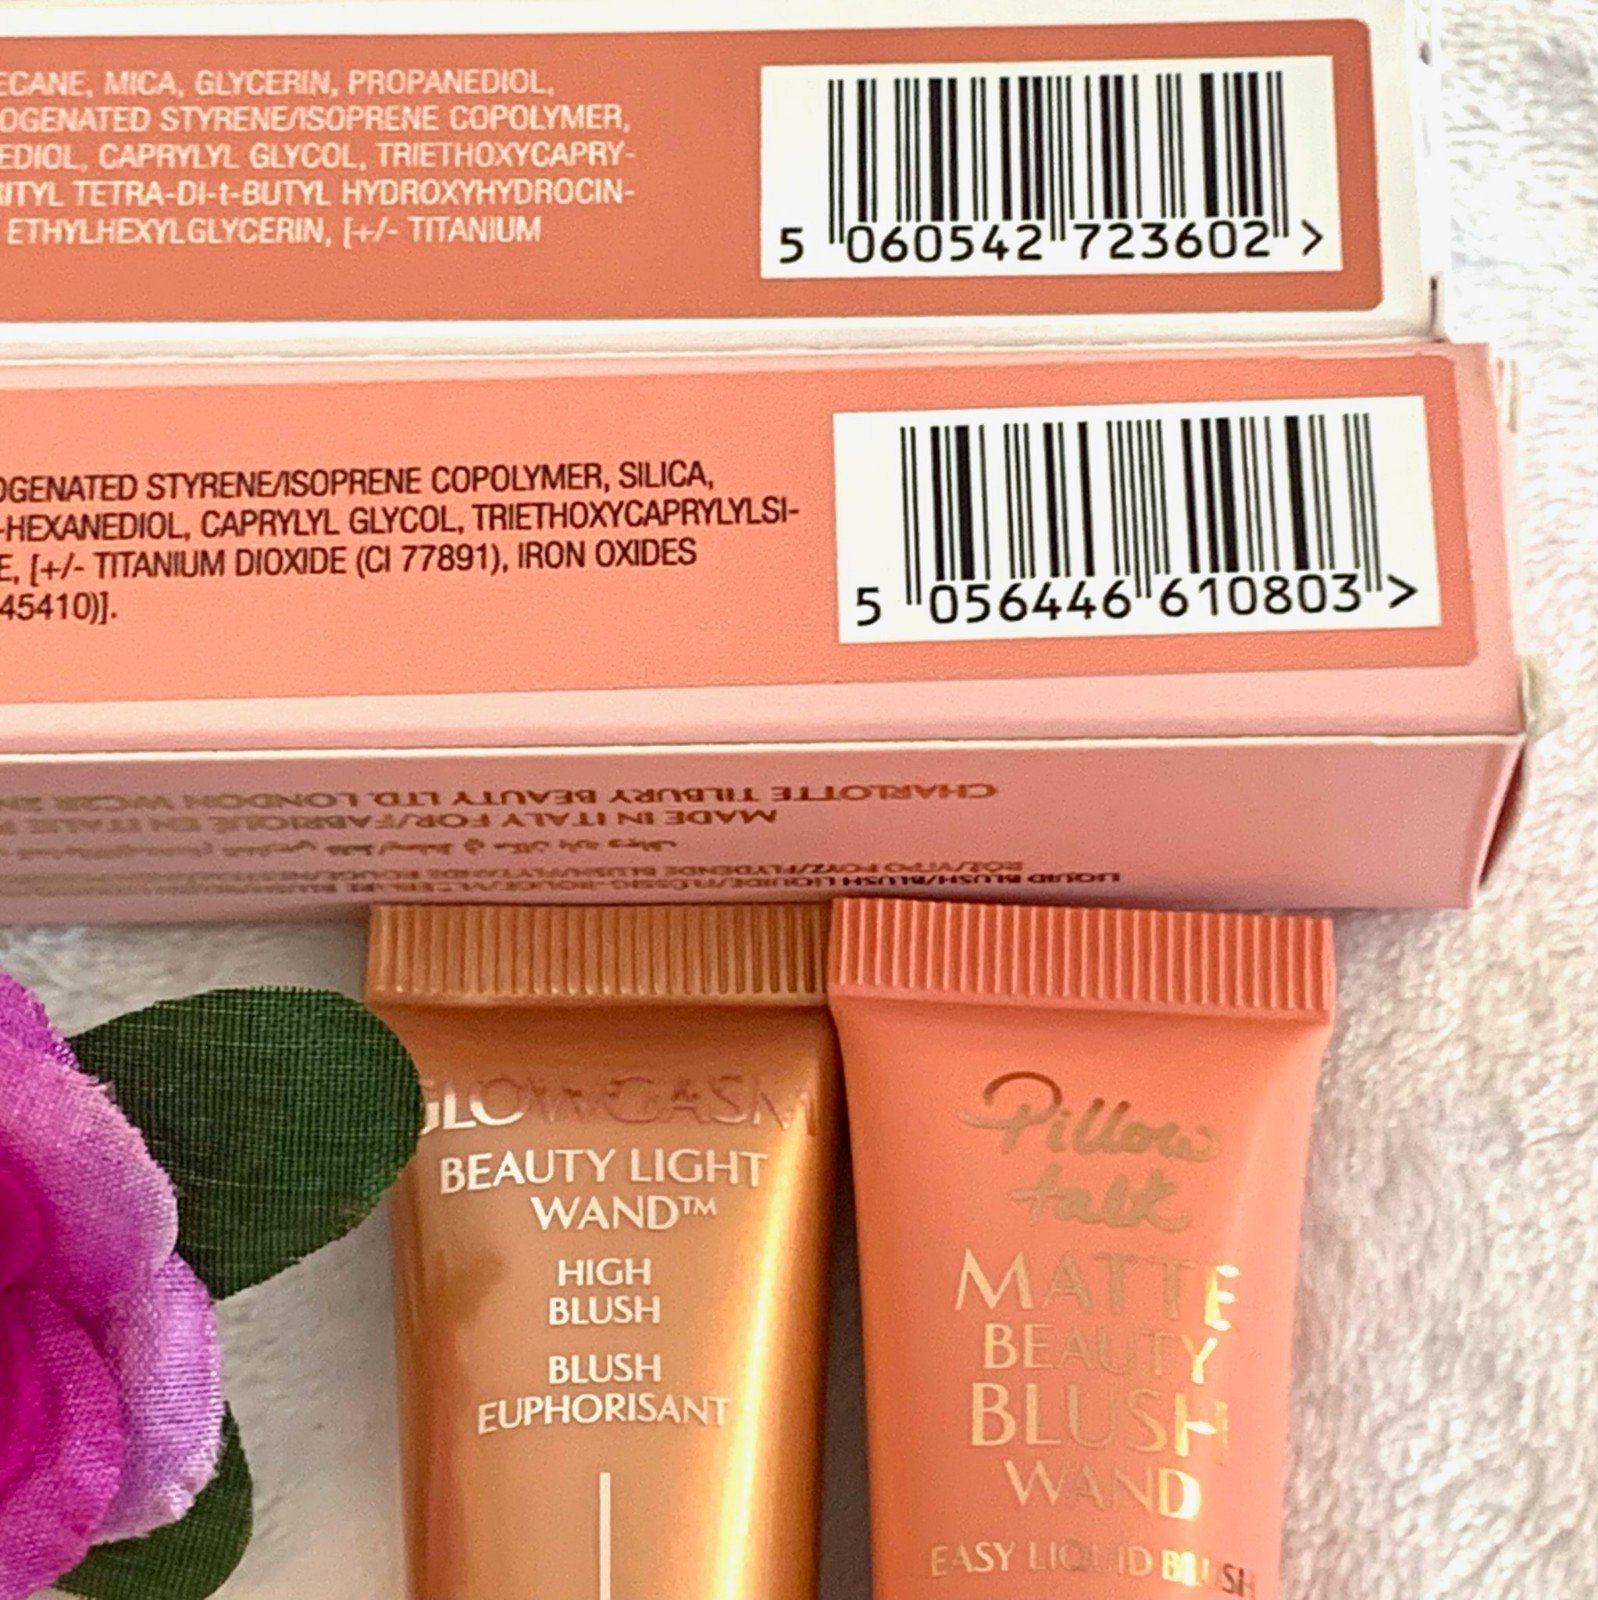 ECANE, MICA, GLYCERIN, PROPANEDIOL,
OGENATED STYRENE/ISOPRENE COPOLYMER,
EDIOL, CAPRYLYL GLYCOL, TRIETHOXYCAPRY-
RITYL TETRA-DI-t-BUTYL HYDROXYHYDROCIN-
ETHYLHEXYLGLYCERIN, [+/- TITANIUM
5 060542 723602 >
OGENATED STYRENE/ISOPRENE COPOLYMER, SILICA,
-HEXANEDIOL, CAPRYLYL GLYCOL, TRIETHOXYCAPRYLYLSI-
E, [+/- TITANIUM DIOXIDE (CI 77891), IRON OXIDES
45410)].
5 056446 610803 >
CHARLOTTE TILBURY BEAUTY LTD. LONDON WC2R
MADE IN ITALY FOR/FABRIQUÉ EN ITALIE
GLOWGASM
BEAUTY LIGHT
WAND™
HIGH
BLUSH
BLUSH
EUPHORISANT
Pillow
talk
MATTE
BEAUTY
BLUSH
WAND
EASY LIQUID BLUSH